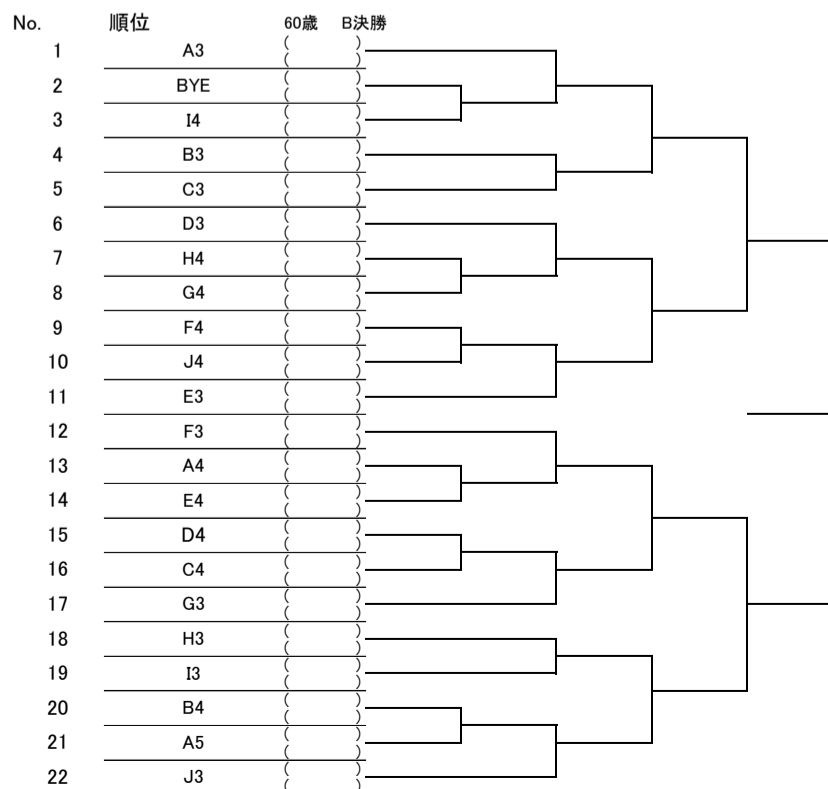 No. 順位 60歳 B決勝
1 A3 ( )
( )
2 BYE ( )
( )
3 I4 ( )
( )
4 B3 ( )
( )
5 C3 ( )
( )
6 D3 ( )
( )
7 H4 ( )
( )
8 G4 ( )
( )
9 F4 ( )
( )
10 J4 ( )
( )
11 E3 ( )
( )
12 F3 ( )
( )
13 A4 ( )
( )
14 E4 ( )
( )
15 D4 ( )
( )
16 C4 ( )
( )
17 G3 ( )
( )
18 H3 ( )
( )
19 I3 ( )
( )
20 B4 ( )
( )
21 A5 ( )
( )
22 J3 ( )
( )